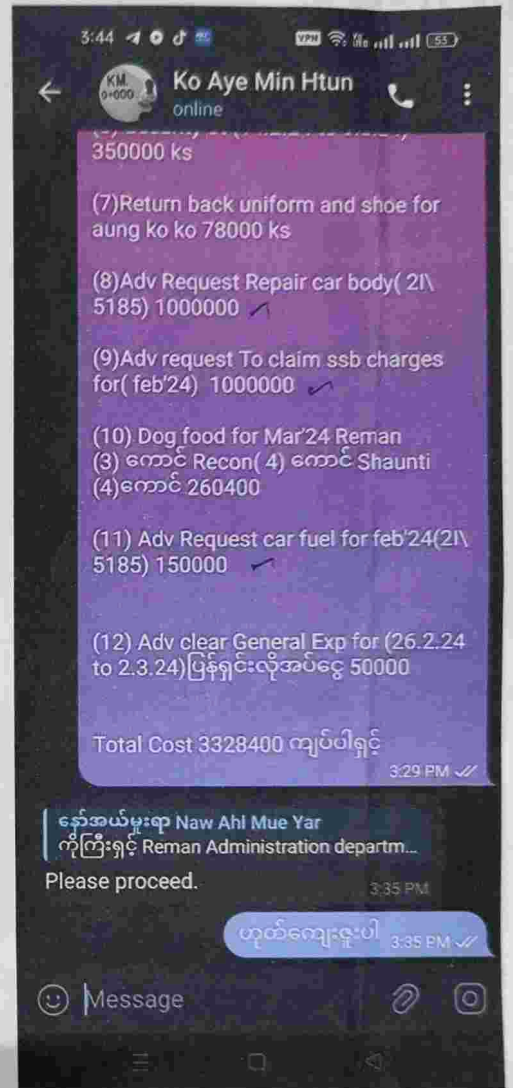 3:44
VPN
55
KM.
0+000
Ko Aye Min Htun
online
350000 ks
(7)Return back uniform and shoe for
aung ko ko 78000 ks
(8)Adv Request Repair car body( 2I\
5185) 1000000
(9)Adv request To claim ssb charges
for( feb'24) 1000000
(10) Dog food for Mar'24 Reman
(3) ကောင် Recon( 4) ကောင် Shaunti
(4)ကောင် 260400
(11) Adv Request car fuel for feb'24(2I\
5185) 150000
(12) Adv clear General Exp for (26.2.24
to 2.3.24)ပြန်ရှင်းလိုအပ်ငွေ 50000
Total Cost 3328400 ကျပ်ပါရှင့်
3:29 PM
နော်အယ်မူးရာ Naw Ahl Mue Yar
ကိုကြီးရှင့် Reman Administration departm...
Please proceed.
3:35 PM
ဟုတ်ကျေးဇူးပါ 3:35 PM
Message